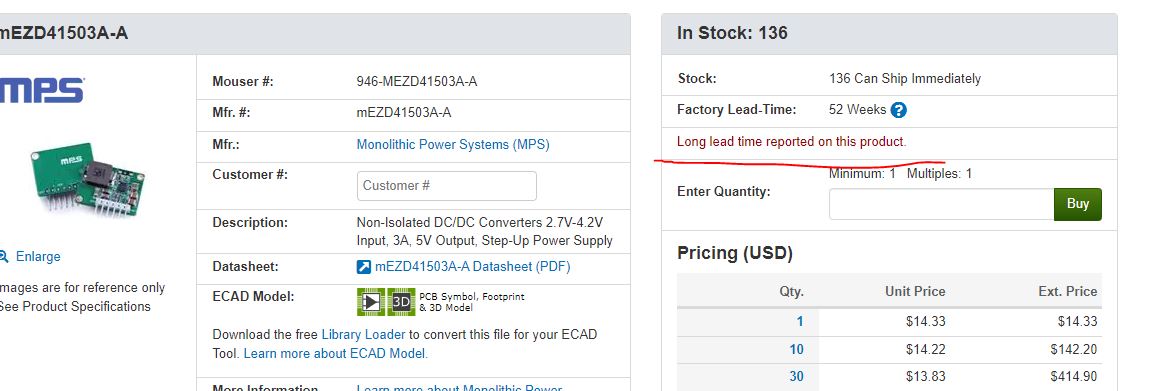 mEZD41503A-A
mps
mps
581
Enlarge
mages are for reference only
See Product Specifications
Mouser #: 946-MEZD41503A-A
Mfr. #: mEZD41503A-A
Mfr.: Monolithic Power Systems (MPS)
Customer #: Customer #
Description: Non-Isolated DC/DC Converters 2.7V-4.2V
Input, 3A, 5V Output, Step-Up Power Supply
Datasheet: mEZD41503A-A Datasheet (PDF)
ECAD Model: 3D PCB Symbol, Footprint
& 3D Model
Download the free Library Loader to convert this file for your ECAD
Tool. Learn more about ECAD Model.
More Information Learn more about Monolithic Power
In Stock: 136
Stock: 136 Can Ship Immediately
Factory Lead-Time: 52 Weeks ?
Long lead time reported on this product.
Minimum: 1 Multiples: 1
Enter Quantity: Buy
Pricing (USD)
Qty. Unit Price Ext. Price
1 $14.33 $14.33
10 $14.22 $142.20
30 $13.83 $414.90